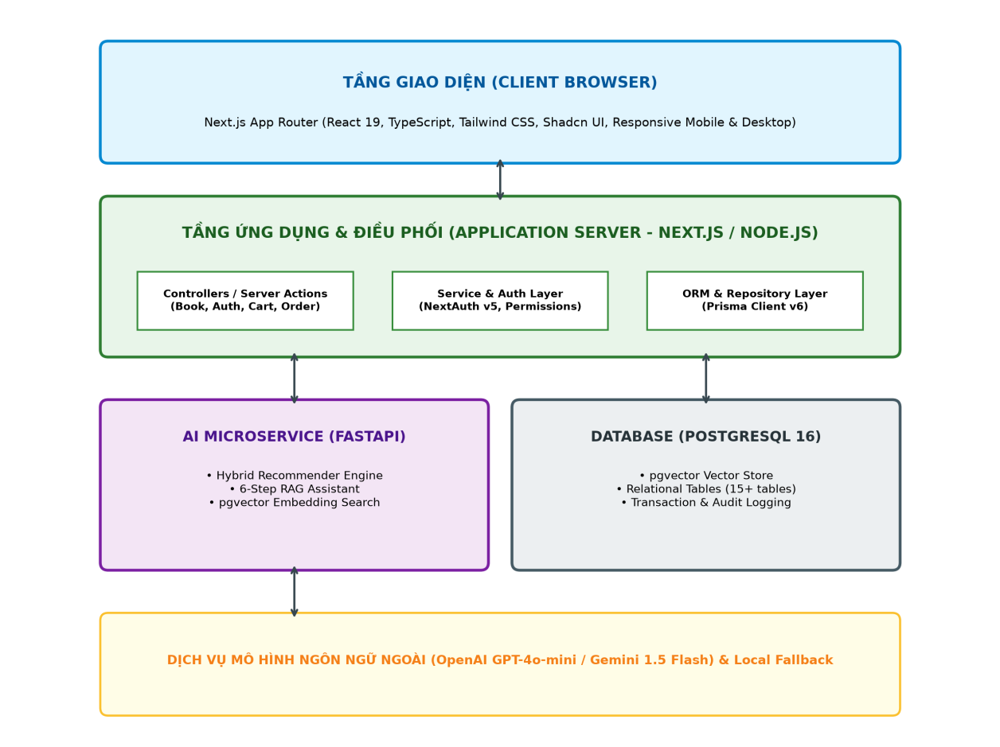 TẦNG GIAO DIỆN (CLIENT BROWSER)
Next.js App Router (React 19, TypeScript, Tailwind CSS, Shadcn UI, Responsive Mobile & Desktop)
TẦNG ỨNG DỤNG & ĐIỀU PHỐI (APPLICATION SERVER - NEXT.JS / NODE.JS)
Controllers / Server Actions
(Book, Auth, Cart, Order)
Service & Auth Layer
(NextAuth v5, Permissions)
ORM & Repository Layer
(Prisma Client v6)
AI MICROSERVICE (FASTAPI)
• Hybrid Recommender Engine
• 6-Step RAG Assistant
• pgvector Embedding Search
DATABASE (POSTGRESQL 16)
• pgvector Vector Store
• Relational Tables (15+ tables)
• Transaction & Audit Logging
DỊCH VỤ MÔ HÌNH NGÔN NGỮ NGOÀI (OpenAI GPT-4o-mini / Gemini 1.5 Flash) & Local Fallback